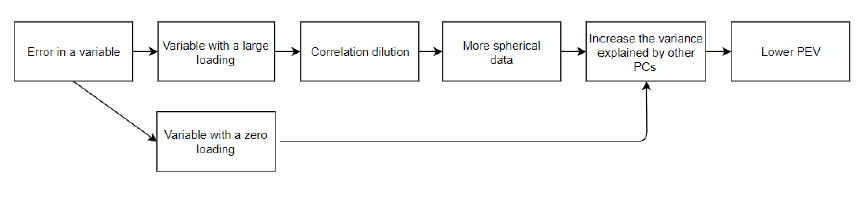 Error in a variable
Variable with a large
loading
Correlation dilution
More spherical
data
Increase the variance
explained by other
PCs
Lower PEV
Variable with a zero
loading